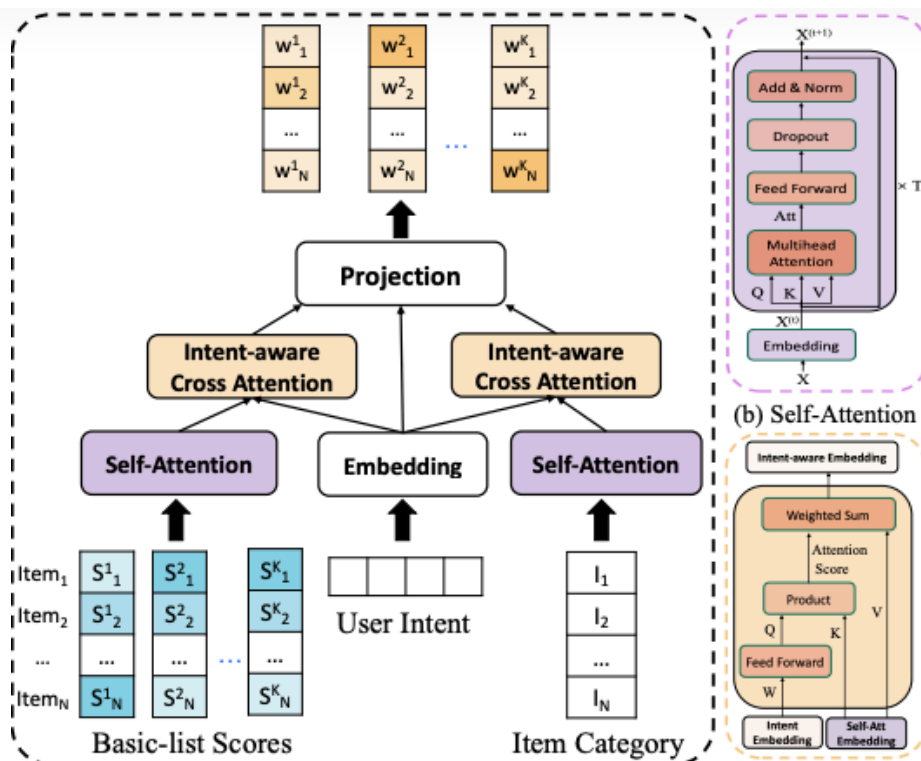 w¹₁ w²₁ wᴷ₁
w¹₂ w²₂ wᴷ₂
... ... ...
...
w¹N w²N wᴷN
Projection
Intent-aware
Cross Attention
Intent-aware
Cross Attention
Self-Attention
Embedding
Self-Attention
Item₁ S¹₁ S²₁ Sᴷ₁
Item₂ S¹₂ S²₂ Sᴷ₂
... ... ... ... ...
ItemN S¹N S²N SᴷN
Basic-list Scores
User Intent
I₁
I₂
...
IN
Item Category
X⁽ᵗ⁺¹⁾
Add & Norm
Dropout
Feed Forward
× T
Att
Multihead
Attention
Q K V
X⁽ᵗ⁾
Embedding
X
(b) Self-Attention
Intent-aware Embedding
Weighted Sum
Attention
Score
Product
V
Q K
Feed Forward
W
Intent
Embedding
Self-Att
Embedding